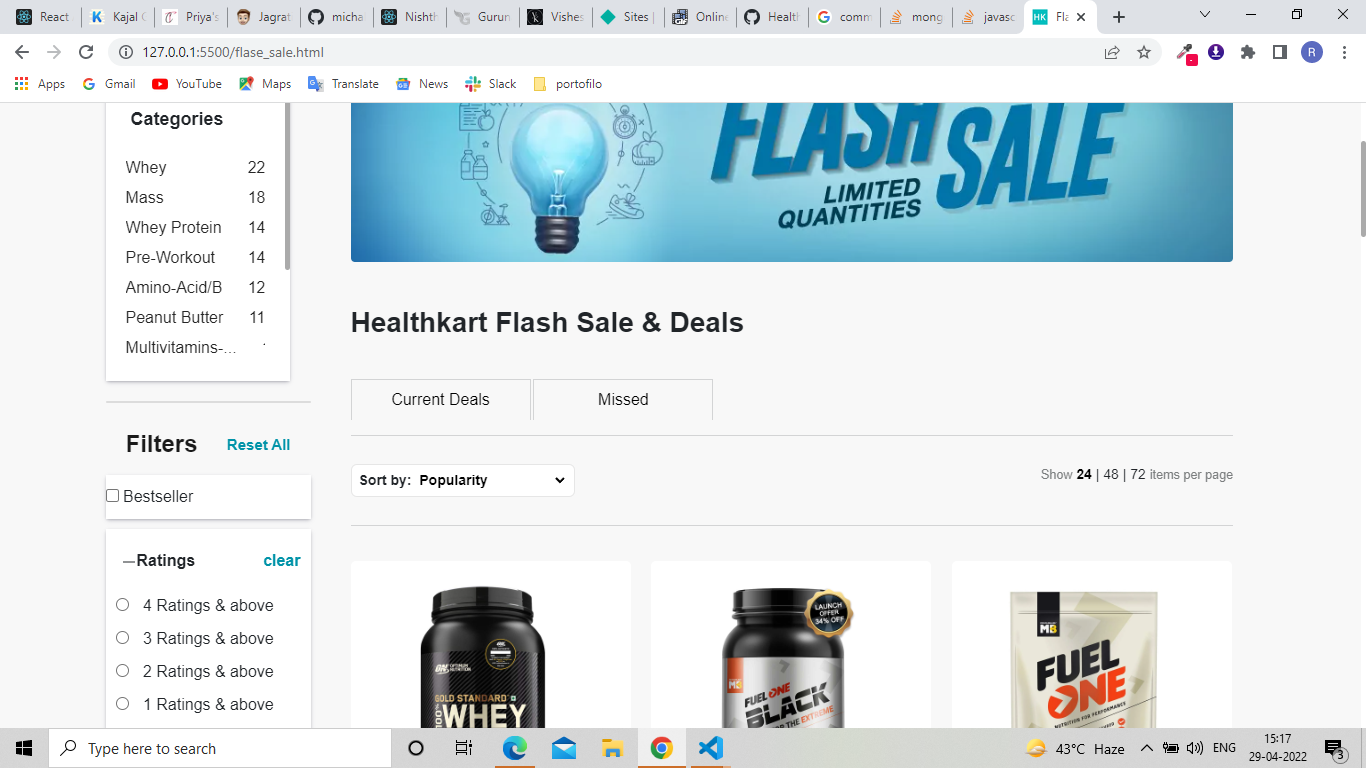 React
Kajal
Priya's
Jagrat
micha
Nishth
Gurun
Vishes
Sites
Online
Health
comm
mong
javasc
HK Fla
127.0.0.1:5500/flase_sale.html
R
Apps Gmail YouTube Maps Translate News Slack portofilo
Categories
Whey 22
Mass 18
Whey Protein 14
Pre-Workout 14
Amino-Acid/B 12
Peanut Butter 11
Multivitamins-...
FLASH SALE
LIMITED
QUANTITIES
Healthkart Flash Sale & Deals
Current Deals Missed
Filters Reset All
Sort by: Popularity
Show 24 | 48 | 72 items per page
Bestseller
—Ratings clear
4 Ratings & above
3 Ratings & above
2 Ratings & above
1 Ratings & above
ON OPTIMUM
NUTRITION
GOLD STANDARD
100%
WHEY
LAUNCH
OFFER
34% OFF
MB
FUEL ONE
BLACK
THE EXTREME
MB
FUEL
ONE
NUTRITION FOR PERFORMANCE
Type here to search
43°C Haze
ENG
15:17
29-04-2022
3